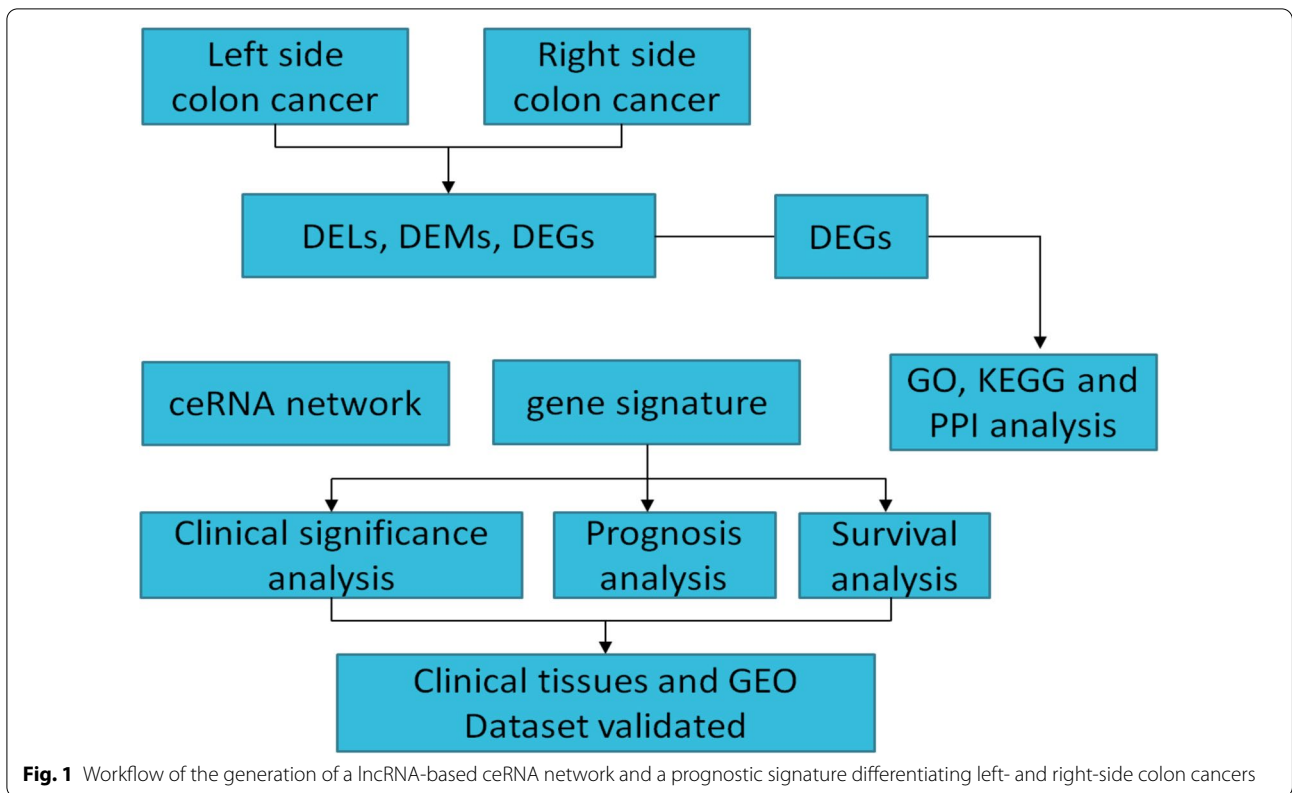 Left side
colon cancer
Right side
colon cancer
DELs, DEMs, DEGs
DEGs
GO, KEGG and
PPI analysis
ceRNA network
gene signature
Clinical significance
analysis
Prognosis
analysis
Survival
analysis
Clinical tissues and GEO
Dataset validated
Fig. 1 Workflow of the generation of a lncRNA-based ceRNA network and a prognostic signature differentiating left- and right-side colon cancers